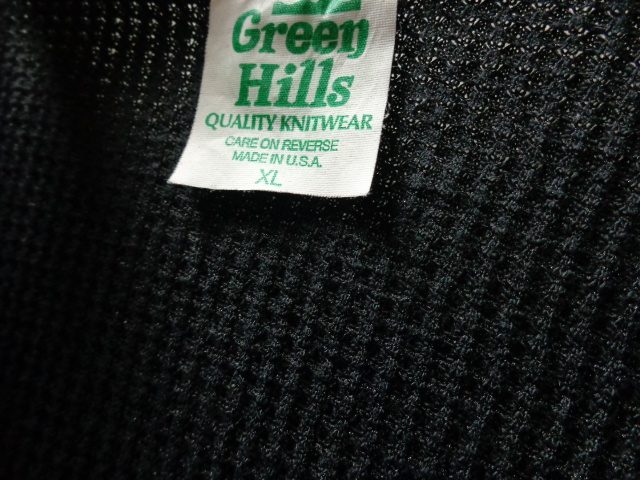 Green
Hills
QUALITY KNITWEAR
CARE ON REVERSE
MADE IN U.S.A.
XL